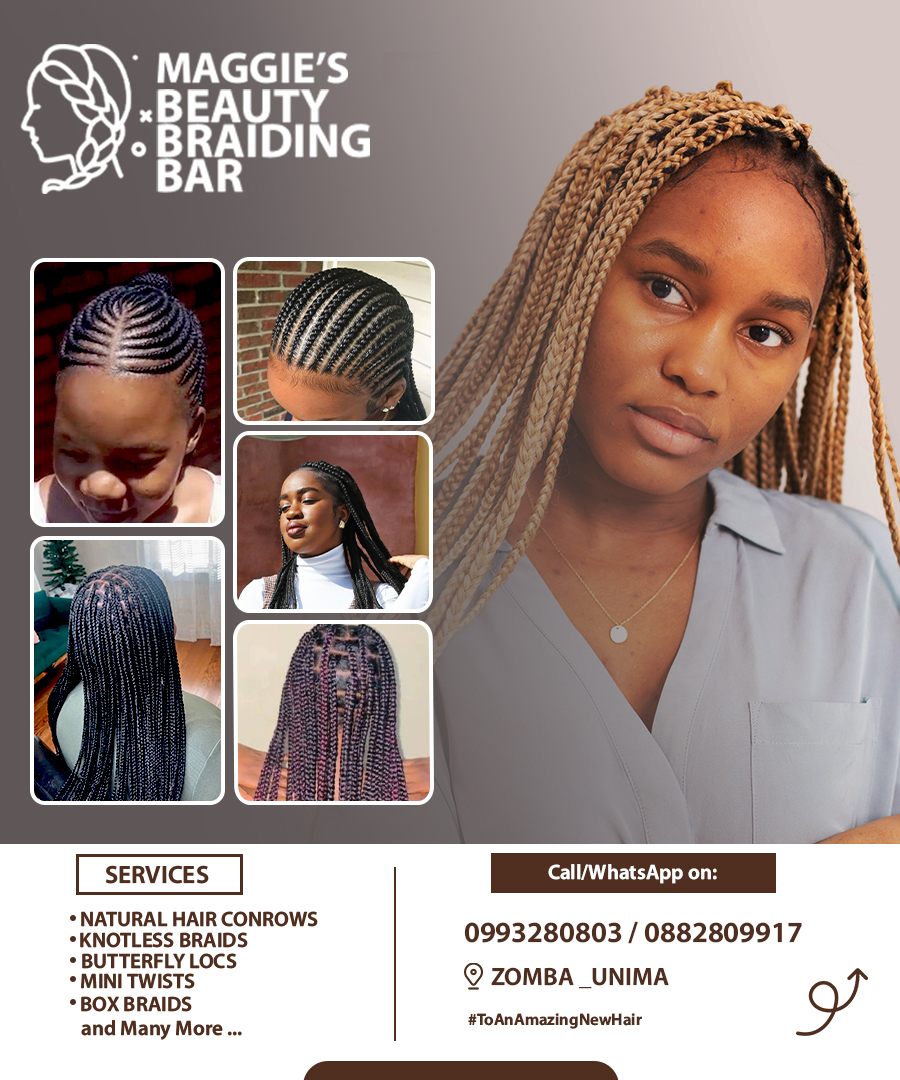 MAGGIE'S
BEAUTY
BRAIDING
BAR
SERVICES
• NATURAL HAIR CONROWS
• KNOTLESS BRAIDS
• BUTTERFLY LOCS
• MINI TWISTS
• BOX BRAIDS
and Many More ...
Call/WhatsApp on:
0993280803 / 0882809917
ZOMBA _UNIMA
#ToAnAmazingNewHair